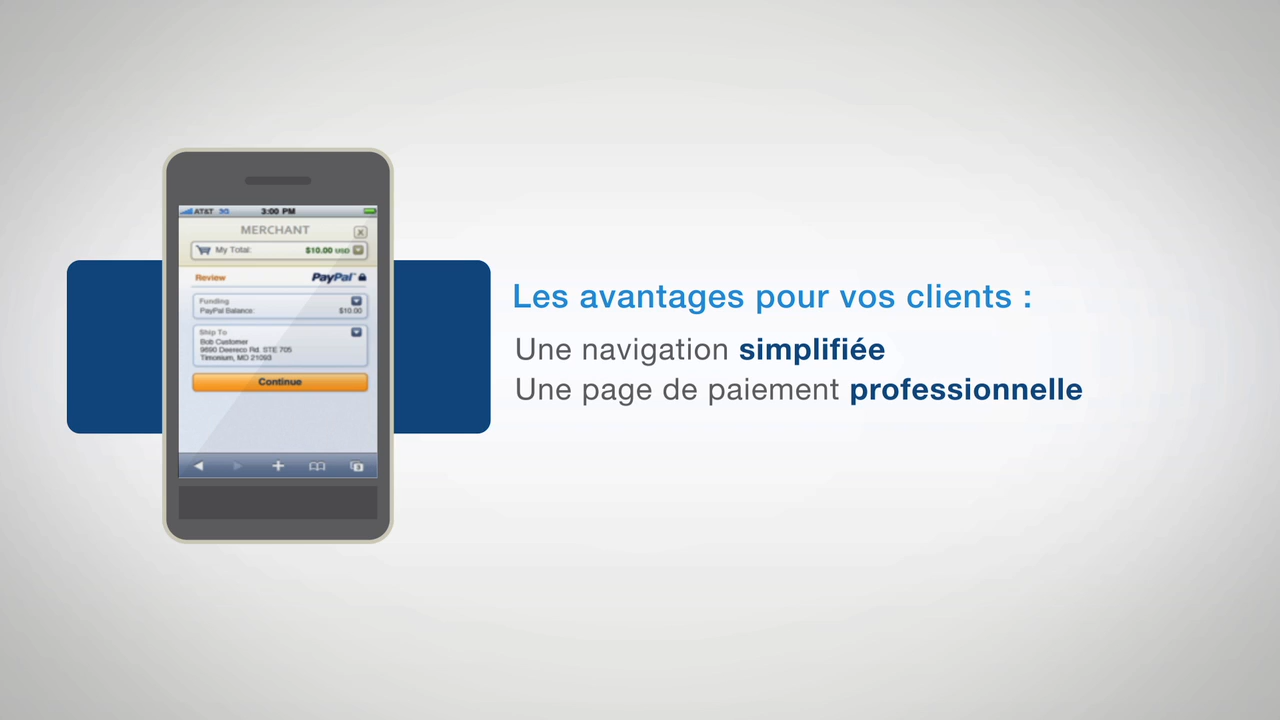 AT&T 3G 3:00 PM
MERCHANT
My Total: $10.00 USD
Review PayPal
Funding
PayPal Balance: $10.00
Ship To
Bob Customer
9690 Deereco Rd. STE 705
Timonium, MD 21093
Continue
Les avantages pour vos clients :
Une navigation simplifiée
Une page de paiement professionnelle